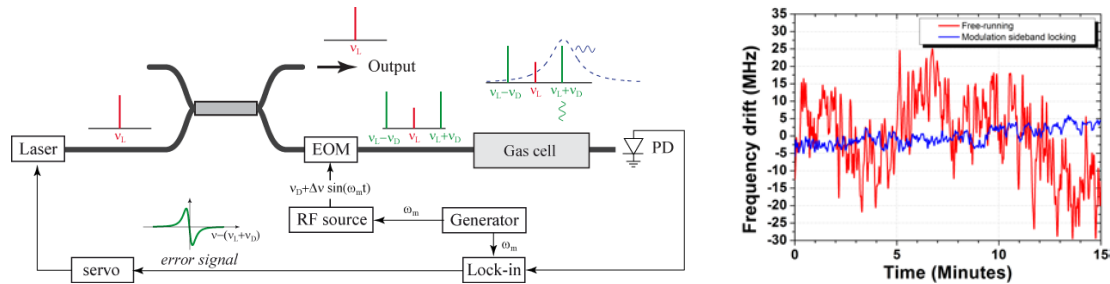 ν_L
Output
ν_L
ν_L−ν_D ν_L ν_L+ν_D
ν_L−ν_D ν_L ν_L+ν_D
Laser
EOM
Gas cell
PD
ν_D+Δν sin(ω_mt)
RF source
ω_m
Generator
ω_m
ν−(ν_L+ν_D)
error signal
servo
Lock-in
Frequency drift (MHz)
35
30
25
20
15
10
5
0
-5
-10
-15
-20
-25
-30
Free-running
Modulation sideband locking
0 5 10 15
Time (Minutes)